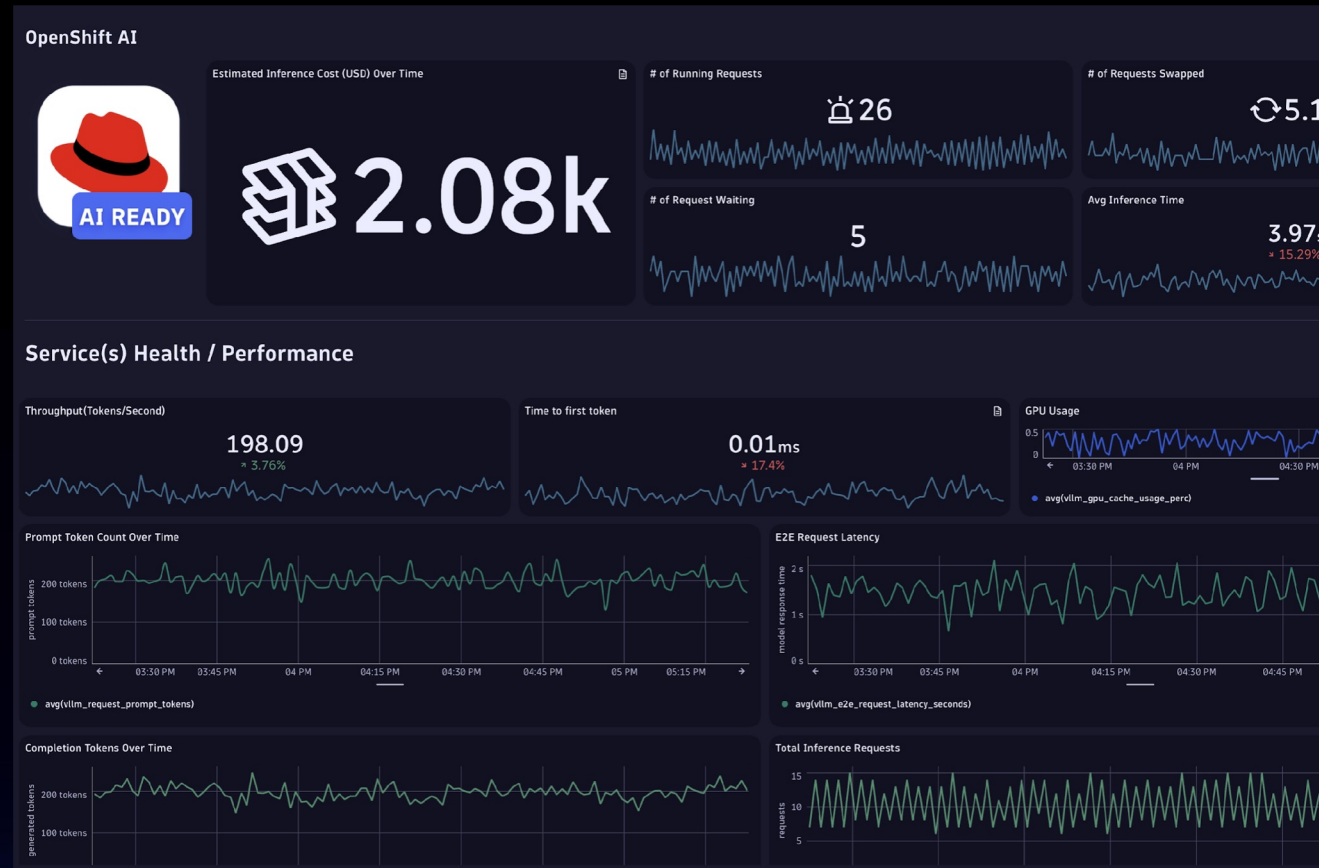 OpenShift AI
AI READY
Estimated Inference Cost (USD) Over Time
2.08k
# of Running Requests
26
# of Requests Swapped
5.1
# of Request Waiting
5
Avg Inference Time
3.97
15.29%
Service(s) Health / Performance
Throughput(Tokens/Second)
198.09
3.76%
Time to first token
0.01ms
17.4%
GPU Usage
0.5
0
03:30 PM 04 PM 04:30 PM
avg(vllm_gpu_cache_usage_perc)
Prompt Token Count Over Time
prompt tokens
200 tokens
100 tokens
0 tokens
03:30 PM 03:45 PM 04 PM 04:15 PM 04:30 PM 04:45 PM 05 PM 05:15 PM
avg(vllm_request_prompt_tokens)
E2E Request Latency
model response time
2 s
1 s
0 s
03:30 PM 03:45 PM 04 PM 04:15 PM 04:30 PM 04:45 PM
avg(vllm_e2e_request_latency_seconds)
Completion Tokens Over Time
generated tokens
200 tokens
100 tokens
Total Inference Requests
requests
15
10
5